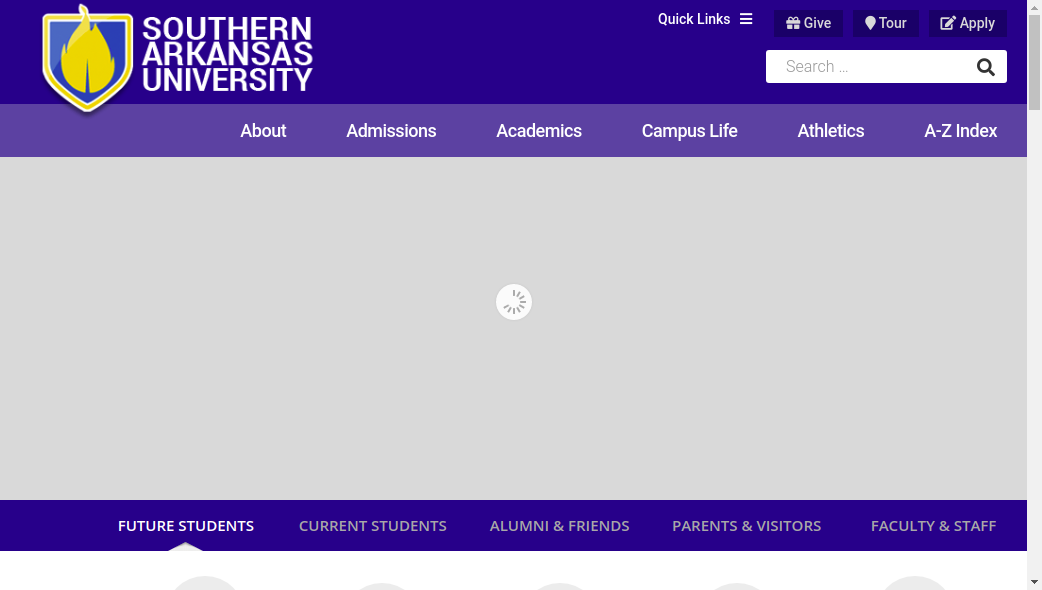 SOUTHERN
ARKANSAS
UNIVERSITY
Quick Links
Give
Tour
Apply
Search ...
About
Admissions
Academics
Campus Life
Athletics
A-Z Index
FUTURE STUDENTS
CURRENT STUDENTS
ALUMNI & FRIENDS
PARENTS & VISITORS
FACULTY & STAFF